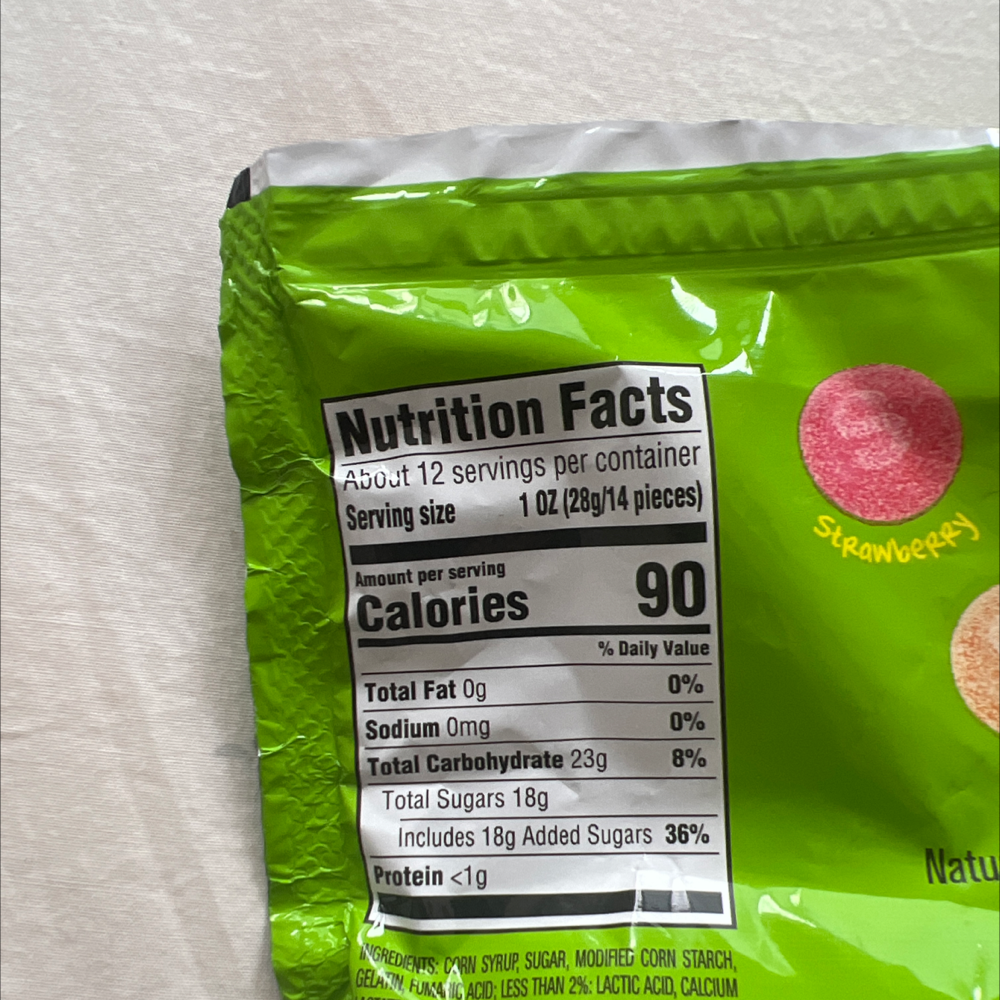 Nutrition Facts
About 12 servings per container
Serving size 1 OZ (28g/14 pieces)
Amount per serving
Calories 90
% Daily Value
Total Fat 0g 0%
Sodium 0mg 0%
Total Carbohydrate 23g 8%
Total Sugars 18g
Includes 18g Added Sugars 36%
Protein <1g
INGREDIENTS: CORN SYRUP, SUGAR, MODIFIED CORN STARCH,
GELATIN, FUMARIC ACID; LESS THAN 2%: LACTIC ACID, CALCIUM
Strawberry
Natu